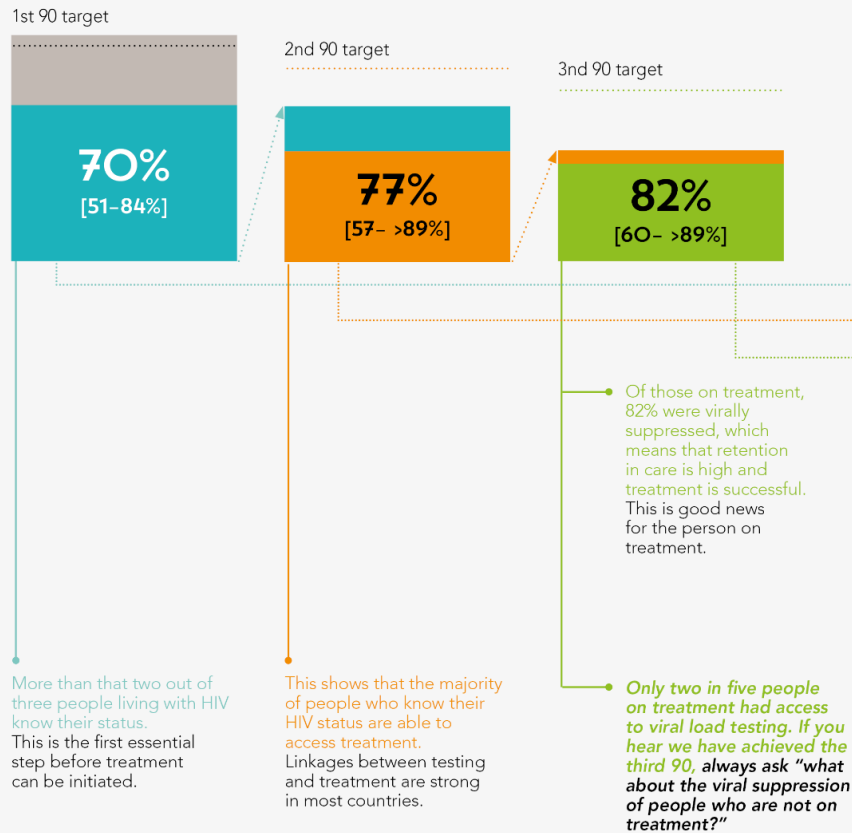 1st 90 target
70%
[51–84%]
2nd 90 target
77%
[57– >89%]
3nd 90 target
82%
[60– >89%]
Of those on treatment,
82% were virally
suppressed, which
means that retention
in care is high and
treatment is successful.
This is good news
for the person on
treatment.
More than that two out of
three people living with HIV
know their status.
This is the first essential
step before treatment
can be initiated.
This shows that the majority
of people who know their
HIV status are able to
access treatment.
Linkages between testing
and treatment are strong
in most countries.
Only two in five people
on treatment had access
to viral load testing. If you
hear we have achieved the
third 90, always ask “what
about the viral suppression
of people who are not on
treatment?”